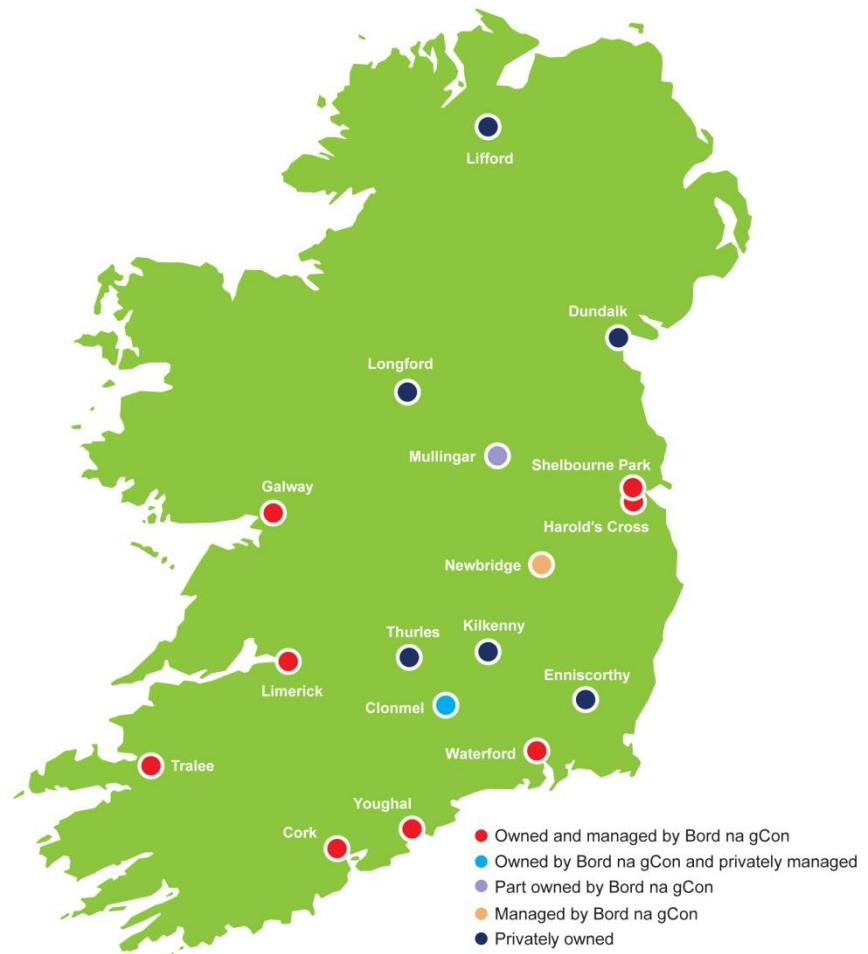 Lifford
Dundalk
Longford
Mullingar
Shelbourne Park
Galway
Harold's Cross
Newbridge
Kilkenny
Thurles
Enniscorthy
Limerick
Clonmel
Waterford
Tralee
Youghal
Cork
Owned and managed by Bord na gCon
Owned by Bord na gCon and privately managed
Part owned by Bord na gCon
Managed by Bord na gCon
Privately owned